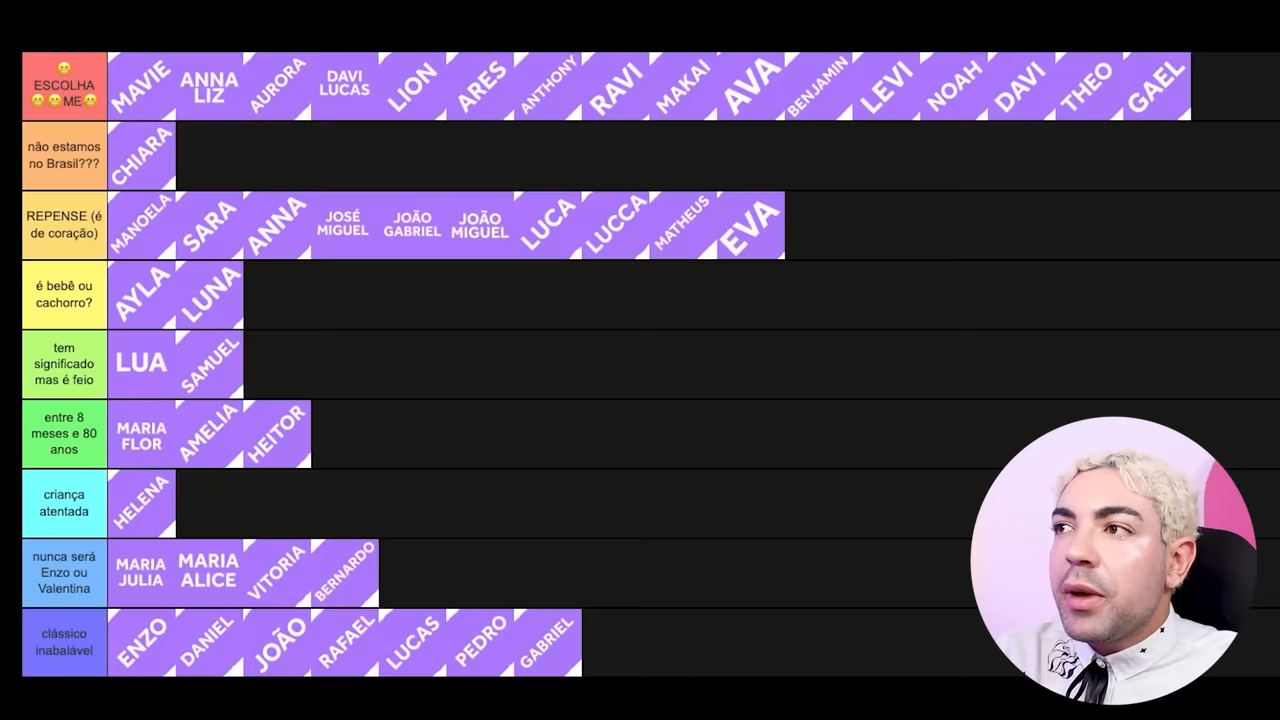 😬
ESCOLHA
😬😬ME😬
MAVIE
ANNA
LIZ
AURORA
DAVI
LUCAS
LION
ARES
ANTHONY
RAVI
MAKAI
AVA
BENJAMIN
LEVI
NOAH
DAVI
THEO
GAEL
não estamos
no Brasil???
CHIARA
REPENSE (é
de coração)
MANOELA
SARA
ANNA
JOSÉ
MIGUEL
JOÃO
GABRIEL
JOÃO
MIGUEL
LUCA
LUCCA
MATHEUS
EVA
é bebê ou
cachorro?
AYLA
LUNA
tem
significado
mas é feio
LUA
SAMUEL
entre 8
meses e 80
anos
MARIA
FLOR
AMELIA
HEITOR
criança
atentada
HELENA
nunca será
Enzo ou
Valentina
MARIA
JULIA
MARIA
ALICE
VITORIA
BERNARDO
clássico
inabalável
ENZO
DANIEL
JOÃO
RAFAEL
LUCAS
PEDRO
GABRIEL